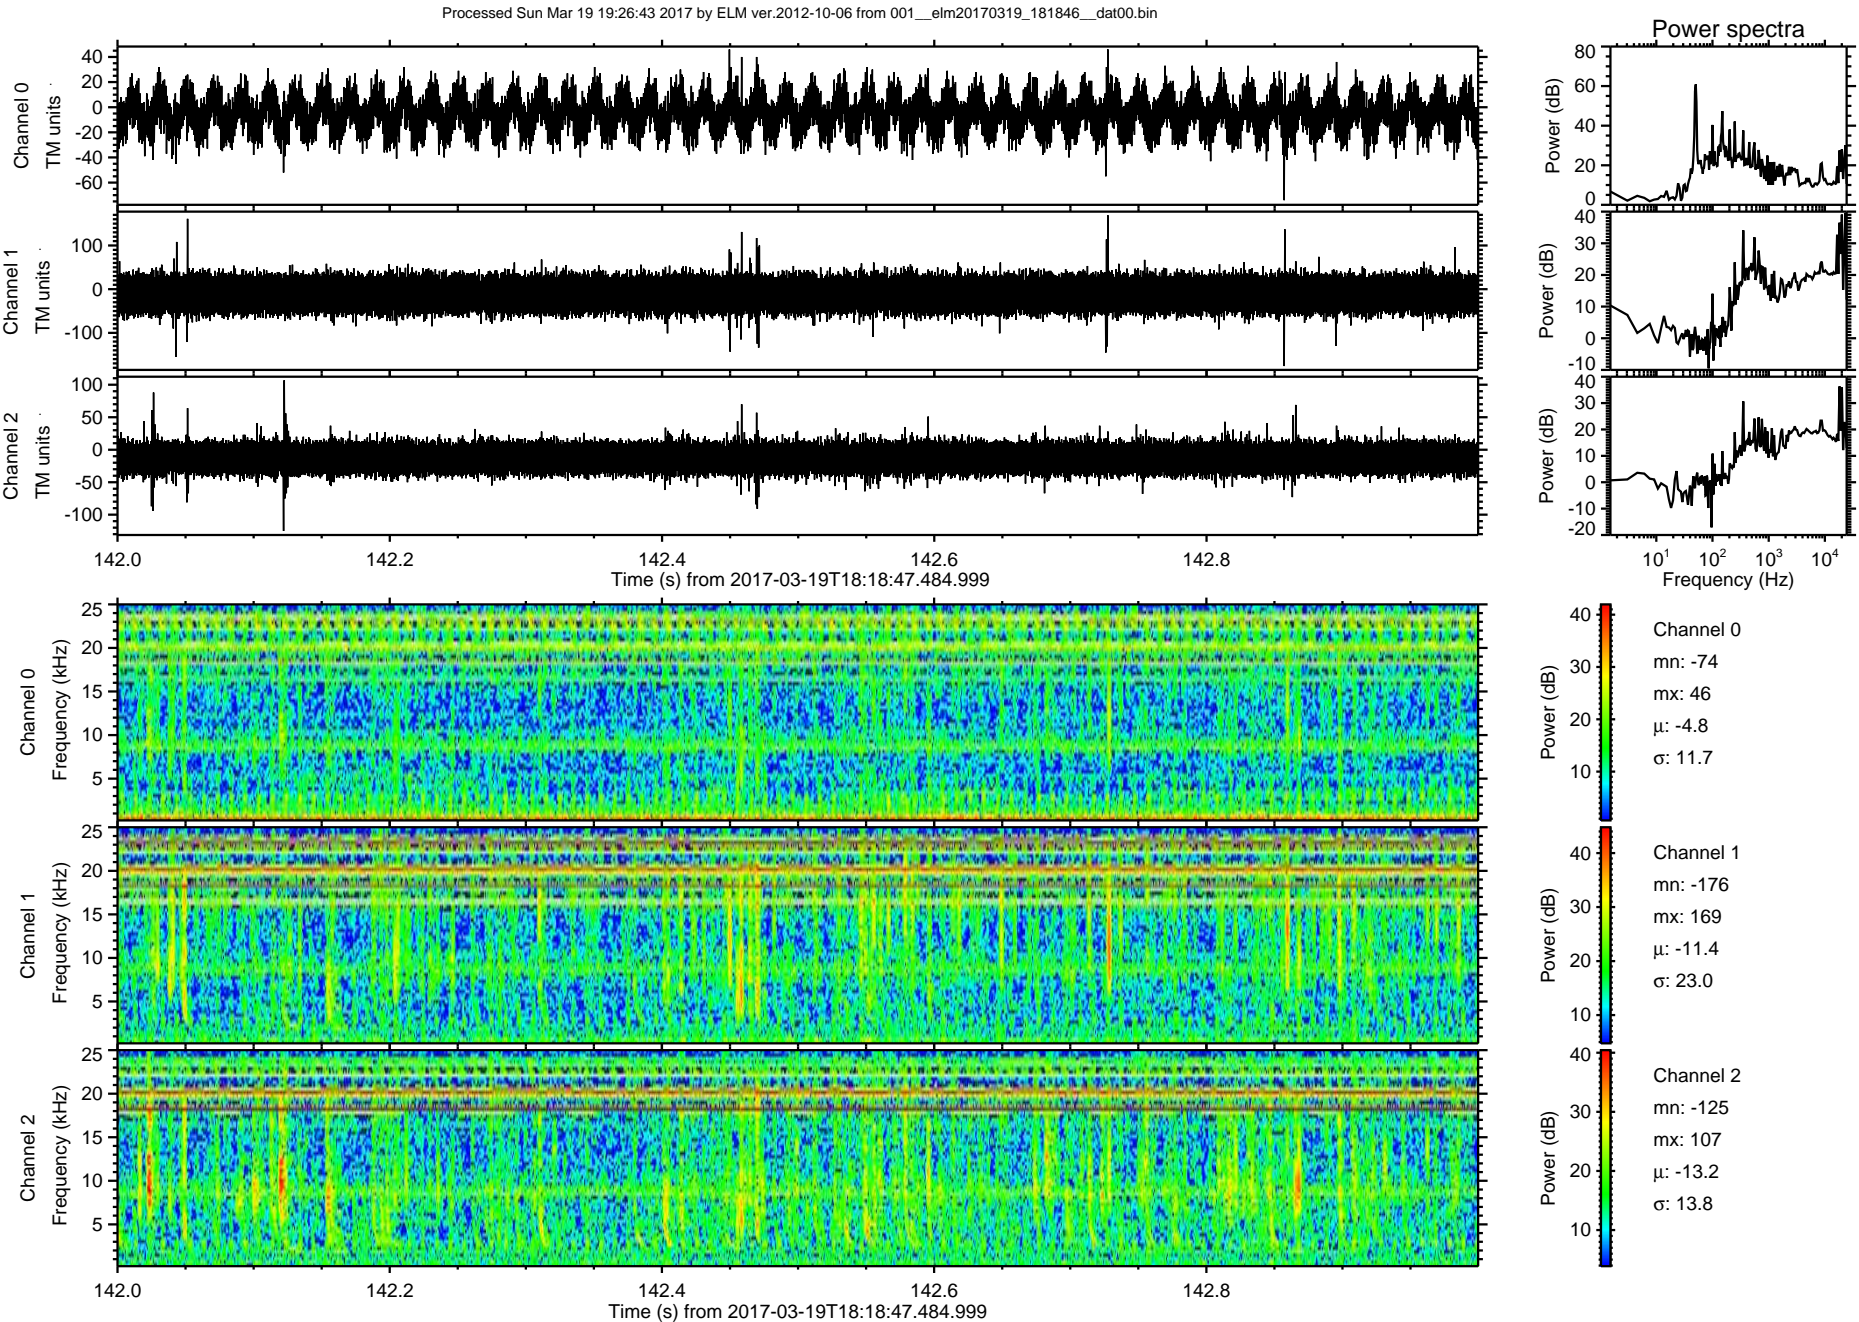 Processed Sun Mar 19 19:26:43 2017 by ELM ver.2012-10-06 from 001__elm20170319_181846__dat00.bin
Power spectra
Channel 0
TM units
40
20
0
-20
-40
-60
Power (dB)
80
60
40
20
0
Channel 1
TM units
100
0
-100
Power (dB)
40
30
20
10
0
-10
Channel 2
TM units
100
50
0
-50
-100
Power (dB)
40
30
20
10
0
-10
-20
142.0 142.2 142.4 142.6 142.8
Time (s) from 2017-03-19T18:18:47.484.999
10^1 10^2 10^3 10^4
Frequency (Hz)
Channel 0
Frequency (kHz)
25
20
15
10
5
Power (dB)
40
30
20
10
Channel 0
mn: -74
mx: 46
μ: -4.8
σ: 11.7
Channel 1
Frequency (kHz)
25
20
15
10
5
Power (dB)
40
30
20
10
Channel 1
mn: -176
mx: 169
μ: -11.4
σ: 23.0
Channel 2
Frequency (kHz)
25
20
15
10
5
Power (dB)
40
30
20
10
Channel 2
mn: -125
mx: 107
μ: -13.2
σ: 13.8
142.0 142.2 142.4 142.6 142.8
Time (s) from 2017-03-19T18:18:47.484.999